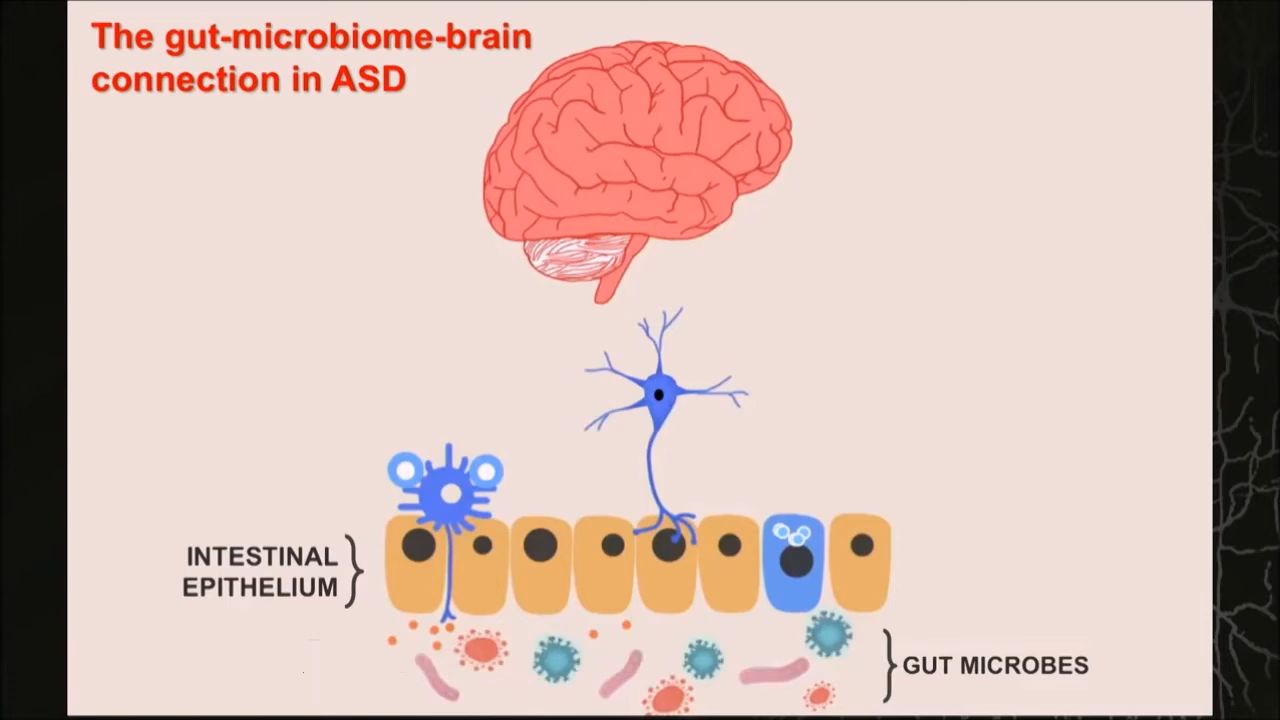 The gut-microbiome-brain
connection in ASD
INTESTINAL
EPITHELIUM
GUT MICROBES